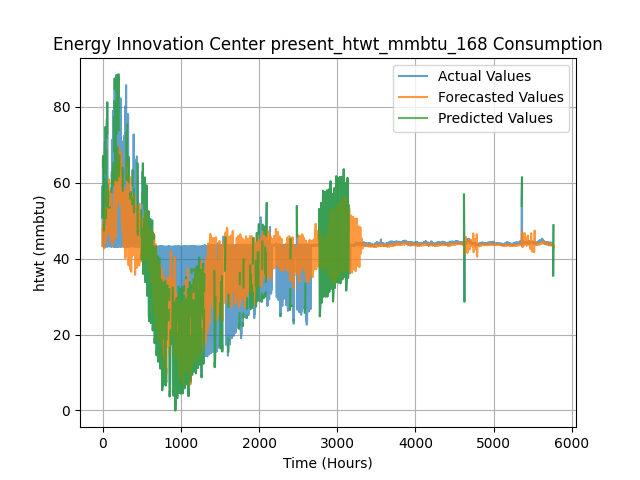 Energy Innovation Center present_htwt_mmbtu_168 Consumption
Actual Values
Forecasted Values
Predicted Values
htwt (mmbtu)
80
60
40
20
0
0 1000 2000 3000 4000 5000 6000
Time (Hours)